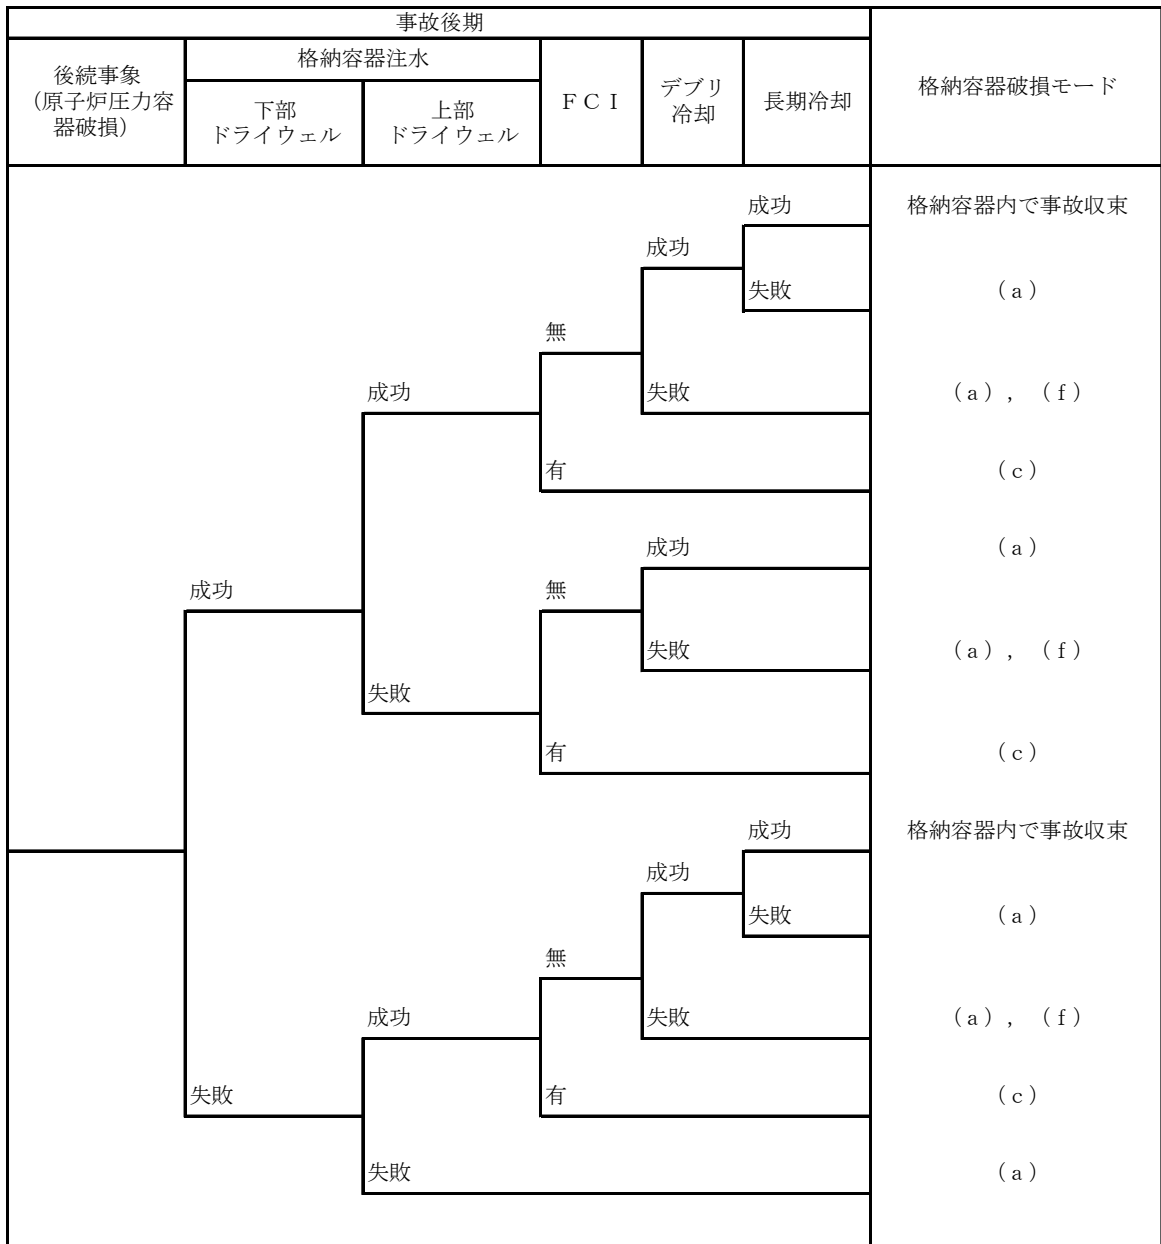 事故後期
後続事象
(原子炉圧力容
器破損)
格納容器注水
下部
ドライウェル
上部
ドライウェル
ＦＣＩ
デブリ
冷却
長期冷却
格納容器破損モード
成功
格納容器内で事故収束
成功
失敗
（ａ）
無
成功
失敗
（ａ），（ｆ）
有
（ｃ）
成功
（ａ）
成功
無
失敗
（ａ），（ｆ）
失敗
有
（ｃ）
成功
格納容器内で事故収束
成功
失敗
（ａ）
無
成功
失敗
（ａ），（ｆ）
失敗
有
（ｃ）
失敗
（ａ）